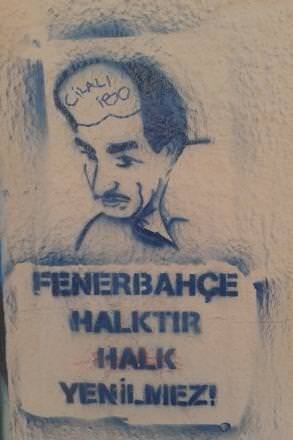 CİLALI
İBO
FENERBAHÇE
HALKTIR
HALK
YENİLMEZ!